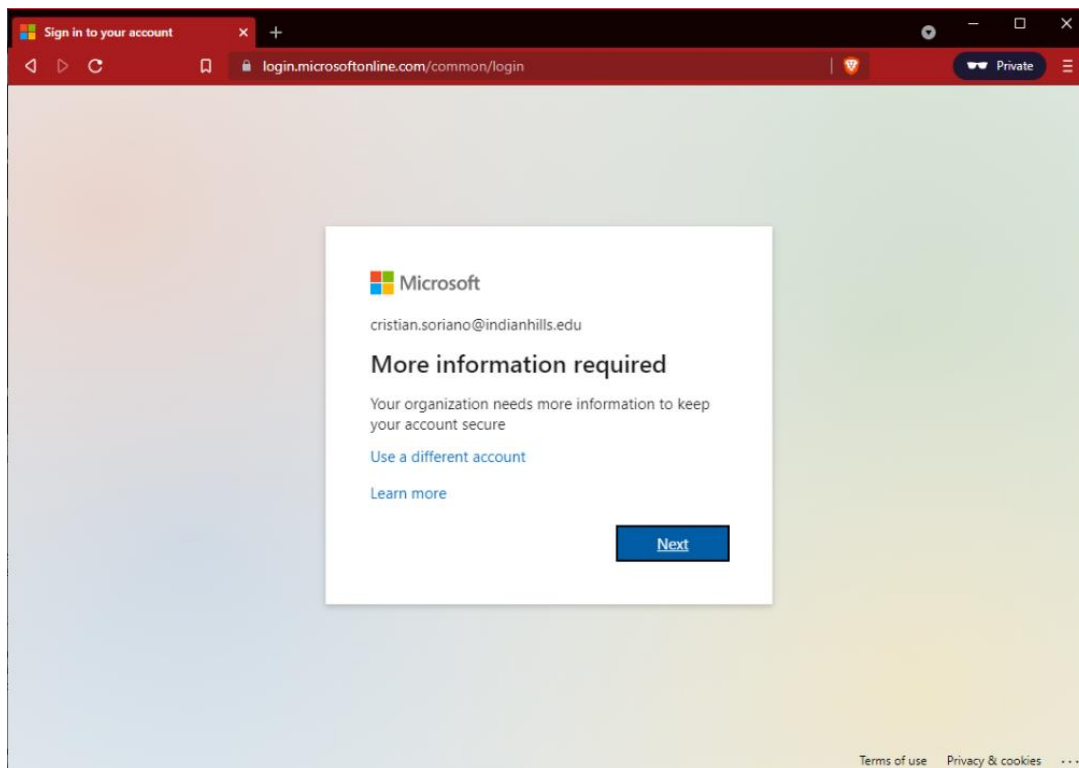 Sign in to your account
login.microsoftonline.com/common/login
Private
Microsoft
cristian.soriano@indianhills.edu
More information required
Your organization needs more information to keep
your account secure
Use a different account
Learn more
Next
Terms of use Privacy & cookies ...